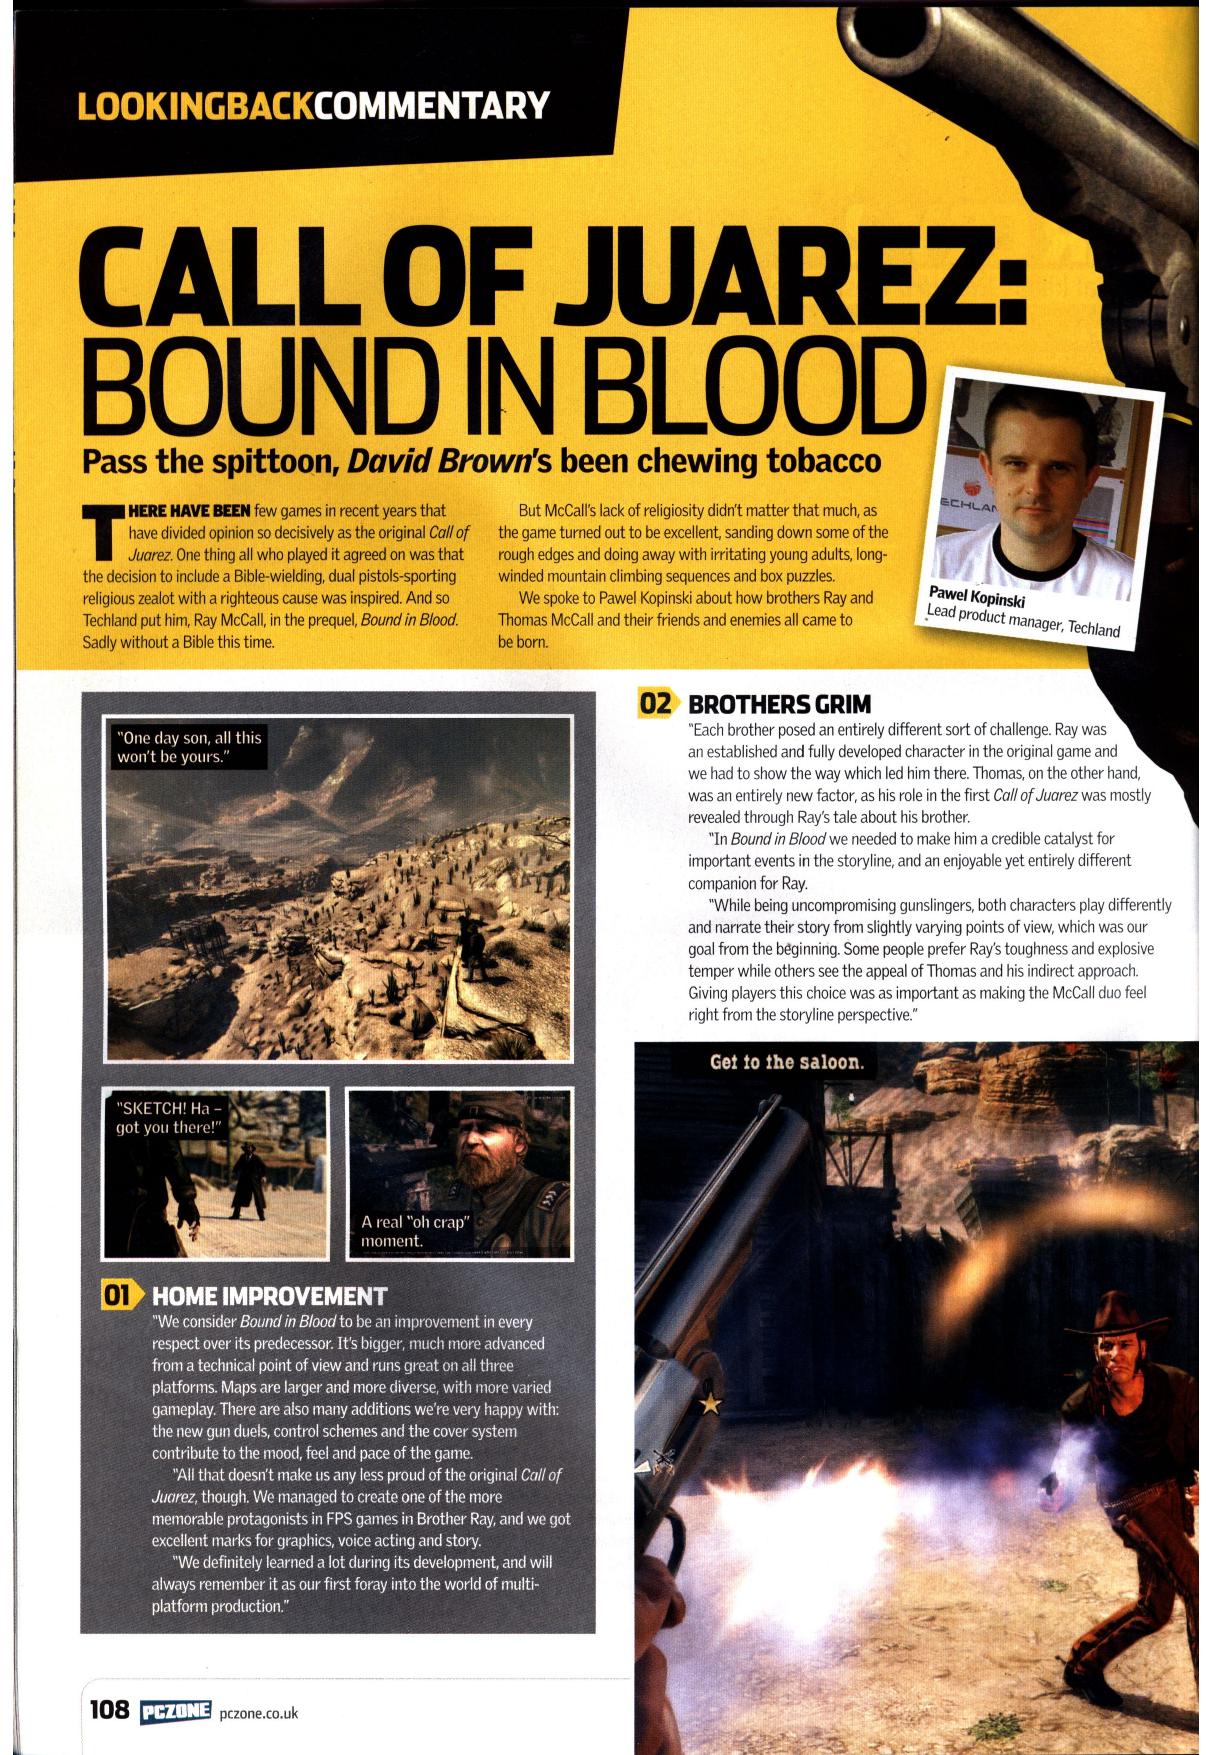 LOOKINGBACKCOMMENTARY
CALL OF JUAREZ:
BOUND IN BLOOD
Pass the spittoon, David Brown's been chewing tobacco
THERE HAVE BEEN few games in recent years that
have divided opinion so decisively as the original Call of
Juarez. One thing all who played it agreed on was that
the decision to include a Bible-wielding, dual pistols-sporting
religious zealot with a righteous cause was inspired. And so
Techland put him, Ray McCall, in the prequel, Bound in Blood.
Sadly without a Bible this time.
But McCall's lack of religiosity didn't matter that much, as
the game turned out to be excellent, sanding down some of the
rough edges and doing away with irritating young adults, long-
winded mountain climbing sequences and box puzzles.
We spoke to Pawel Kopinski about how brothers Ray and
Thomas McCall and their friends and enemies all came to
be born.
ECHLAN
Pawel Kopinski
Lead product manager, Techland
"One day son, all this
won't be yours."
"SKETCH! Ha –
got you there!"
A real "oh crap"
moment.
01 HOME IMPROVEMENT
"We consider Bound in Blood to be an improvement in every
respect over its predecessor. It's bigger, much more advanced
from a technical point of view and runs great on all three
platforms. Maps are larger and more diverse, with more varied
gameplay. There are also many additions we're very happy with:
the new gun duels, control schemes and the cover system
contribute to the mood, feel and pace of the game.
"All that doesn't make us any less proud of the original Call of
Juarez, though. We managed to create one of the more
memorable protagonists in FPS games in Brother Ray, and we got
excellent marks for graphics, voice acting and story.
"We definitely learned a lot during its development, and will
always remember it as our first foray into the world of multi-
platform production."
02 BROTHERS GRIM
"Each brother posed an entirely different sort of challenge. Ray was
an established and fully developed character in the original game and
we had to show the way which led him there. Thomas, on the other hand,
was an entirely new factor, as his role in the first Call of Juarez was mostly
revealed through Ray's tale about his brother.
"In Bound in Blood we needed to make him a credible catalyst for
important events in the storyline, and an enjoyable yet entirely different
companion for Ray.
"While being uncompromising gunslingers, both characters play differently
and narrate their story from slightly varying points of view, which was our
goal from the beginning. Some people prefer Ray's toughness and explosive
temper while others see the appeal of Thomas and his indirect approach.
Giving players this choice was as important as making the McCall duo feel
right from the storyline perspective."
Get to the saloon.
108 PCZONE pczone.co.uk